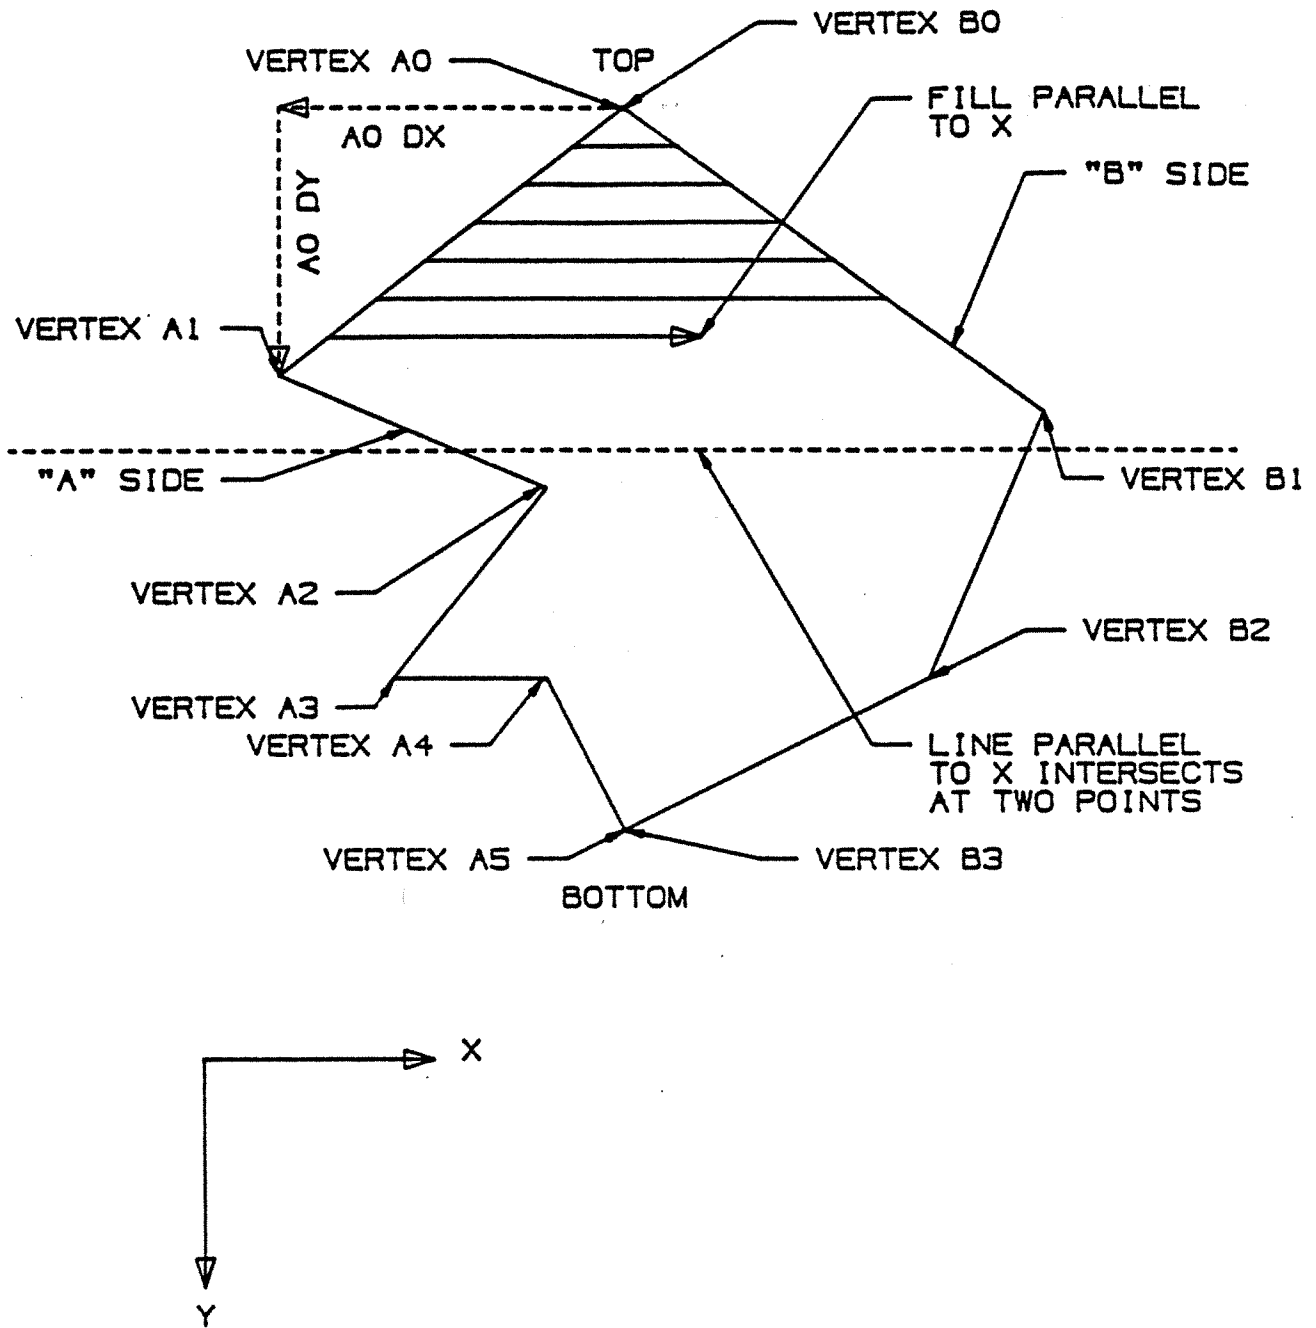 VERTEX B0
VERTEX A0
TOP
FILL PARALLEL
TO X
A0 DX
"B" SIDE
A0 DY
VERTEX A1
"A" SIDE
VERTEX B1
VERTEX A2
VERTEX B2
VERTEX A3
VERTEX A4
LINE PARALLEL
TO X INTERSECTS
AT TWO POINTS
VERTEX A5
VERTEX B3
BOTTOM
X
Y